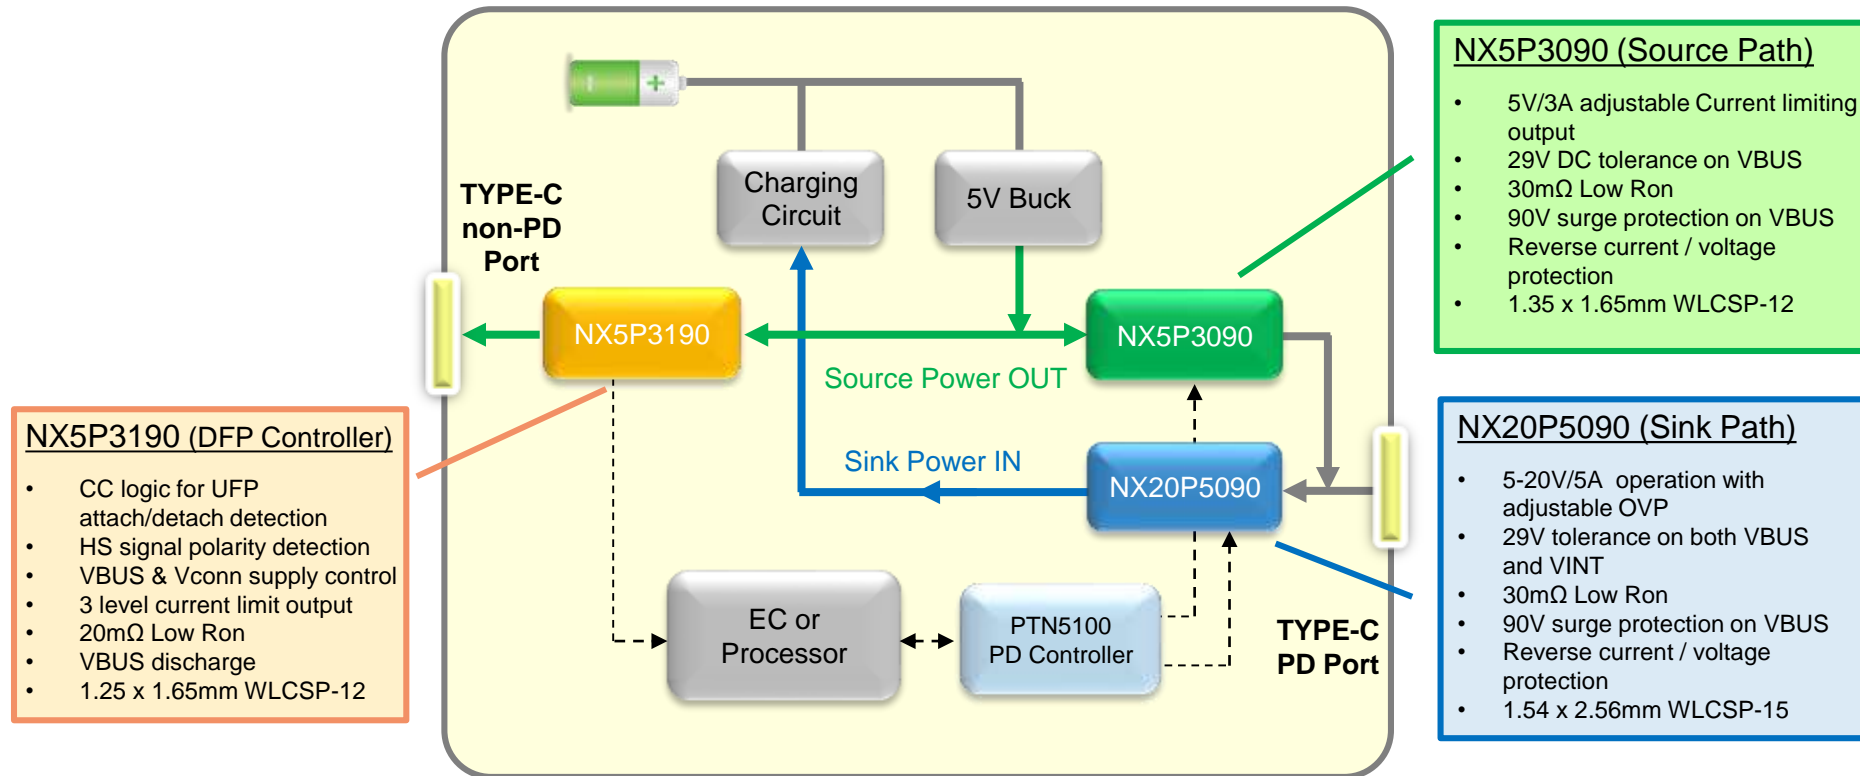 NX5P3090 (Source Path)
• 5V/3A adjustable Current limiting
output
• 29V DC tolerance on VBUS
• 30mΩ Low Ron
• 90V surge protection on VBUS
• Reverse current / voltage
protection
• 1.35 x 1.65mm WLCSP-12
- +
Charging
Circuit
5V Buck
TYPE-C
non-PD
Port
NX5P3190
NX5P3090
Source Power OUT
Sink Power IN
NX20P5090
EC or
Processor
PTN5100
PD Controller
TYPE-C
PD Port
NX5P3190 (DFP Controller)
• CC logic for UFP
attach/detach detection
• HS signal polarity detection
• VBUS & Vconn supply control
• 3 level current limit output
• 20mΩ Low Ron
• VBUS discharge
• 1.25 x 1.65mm WLCSP-12
NX20P5090 (Sink Path)
• 5-20V/5A operation with
adjustable OVP
• 29V tolerance on both VBUS
and VINT
• 30mΩ Low Ron
• 90V surge protection on VBUS
• Reverse current / voltage
protection
• 1.54 x 2.56mm WLCSP-15